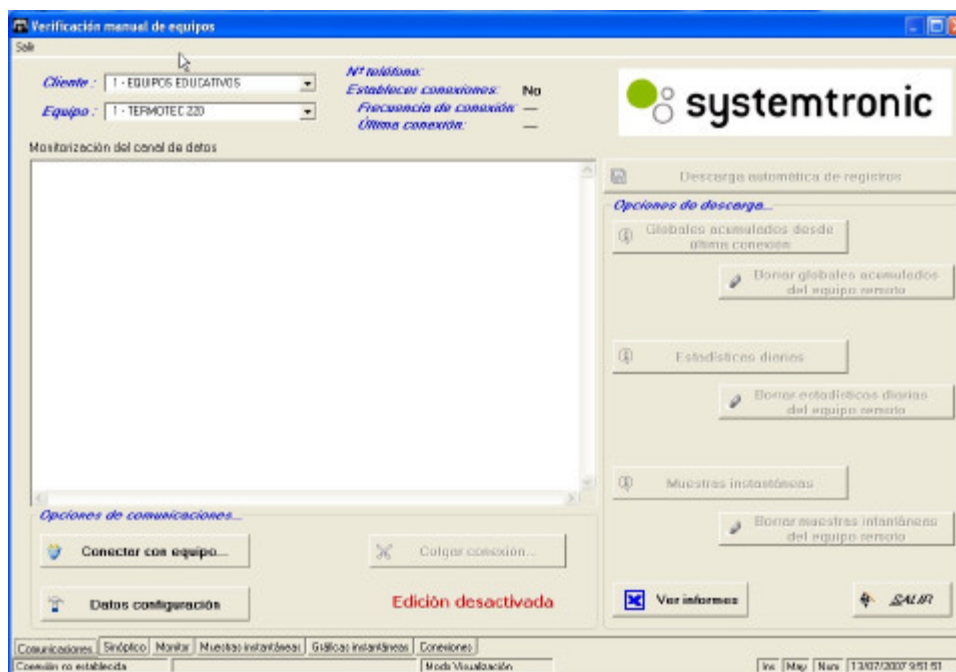 Verificación manual de equipos
Salir
Cliente : 1 - EQUIPOS EDUCATIVOS
Equipo : 1 - TERMOTEC 220
Nº teléfono:
Establecer conexiones: No
Frecuencia de conexión: —
Última conexión: —
systemtronic
Monitorización del canal de datos
Descarga automática de registros
Opciones de descarga...
Globales acumulados desde
última conexión
Borrar globales acumulados
del equipo remoto
Estadísticas diarias
Borrar estadísticas diarias
del equipo remoto
Muestras instantáneas
Borrar muestras intantáneas
del equipo remoto
Opciones de comunicaciones...
Conectar con equipo...
Colgar conexión...
Datos configuración
Edición desactivada
Ver informes
SALIR
Comunicaciones Sinóptico Monitor Muestras instantáneas Gráficas instantáneas Conexiones
Conexión no establecida Modo Visualización Ins May Num 13/07/2007 9:51:51